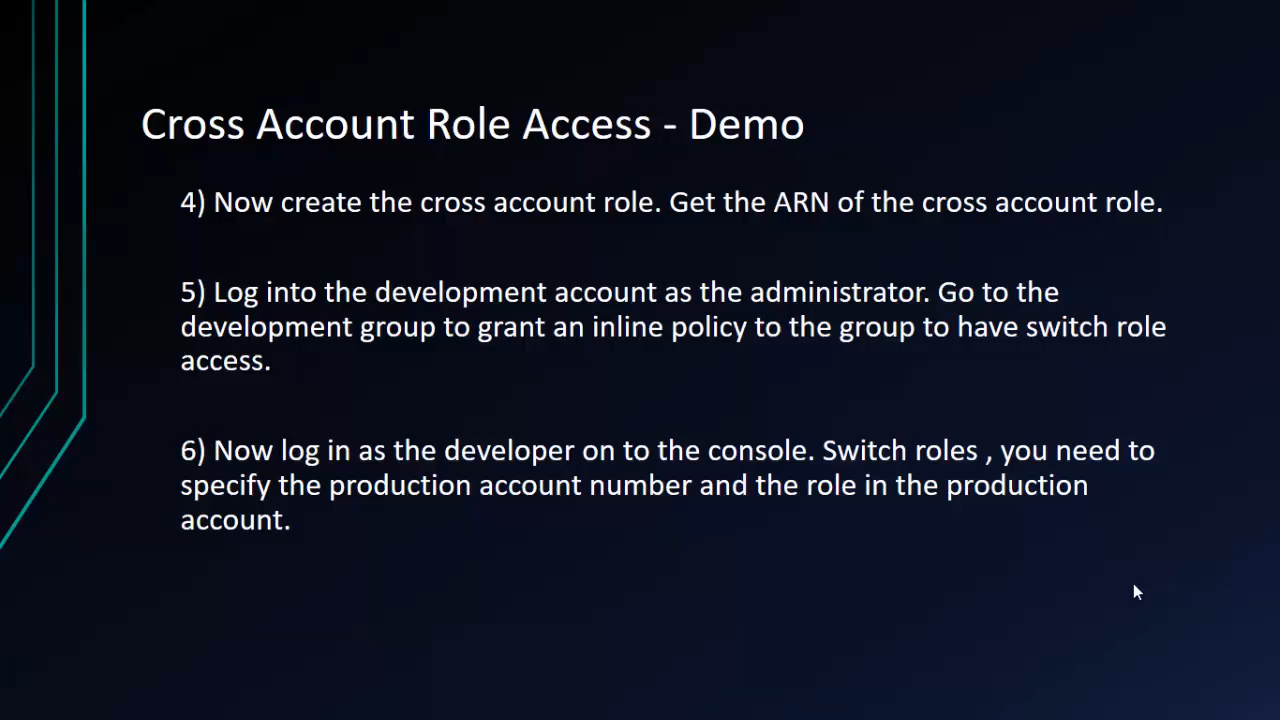 Cross Account Role Access - Demo
4) Now create the cross account role. Get the ARN of the cross account role.
5) Log into the development account as the administrator. Go to the
development group to grant an inline policy to the group to have switch role
access.
6) Now log in as the developer on to the console. Switch roles , you need to
specify the production account number and the role in the production
account.